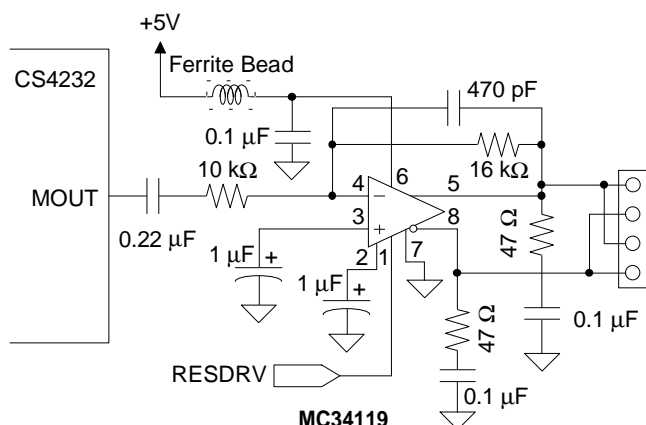 +5V
CS4232
Ferrite Bead
470 pF
0.1 µF
10 kΩ
16 kΩ
6
4
5
MOUT
3
8
47 Ω
0.22 µF
2
1
7
1 µF
+
1 µF
+
47 Ω
0.1 µF
RESDRV
0.1 µF
MC34119